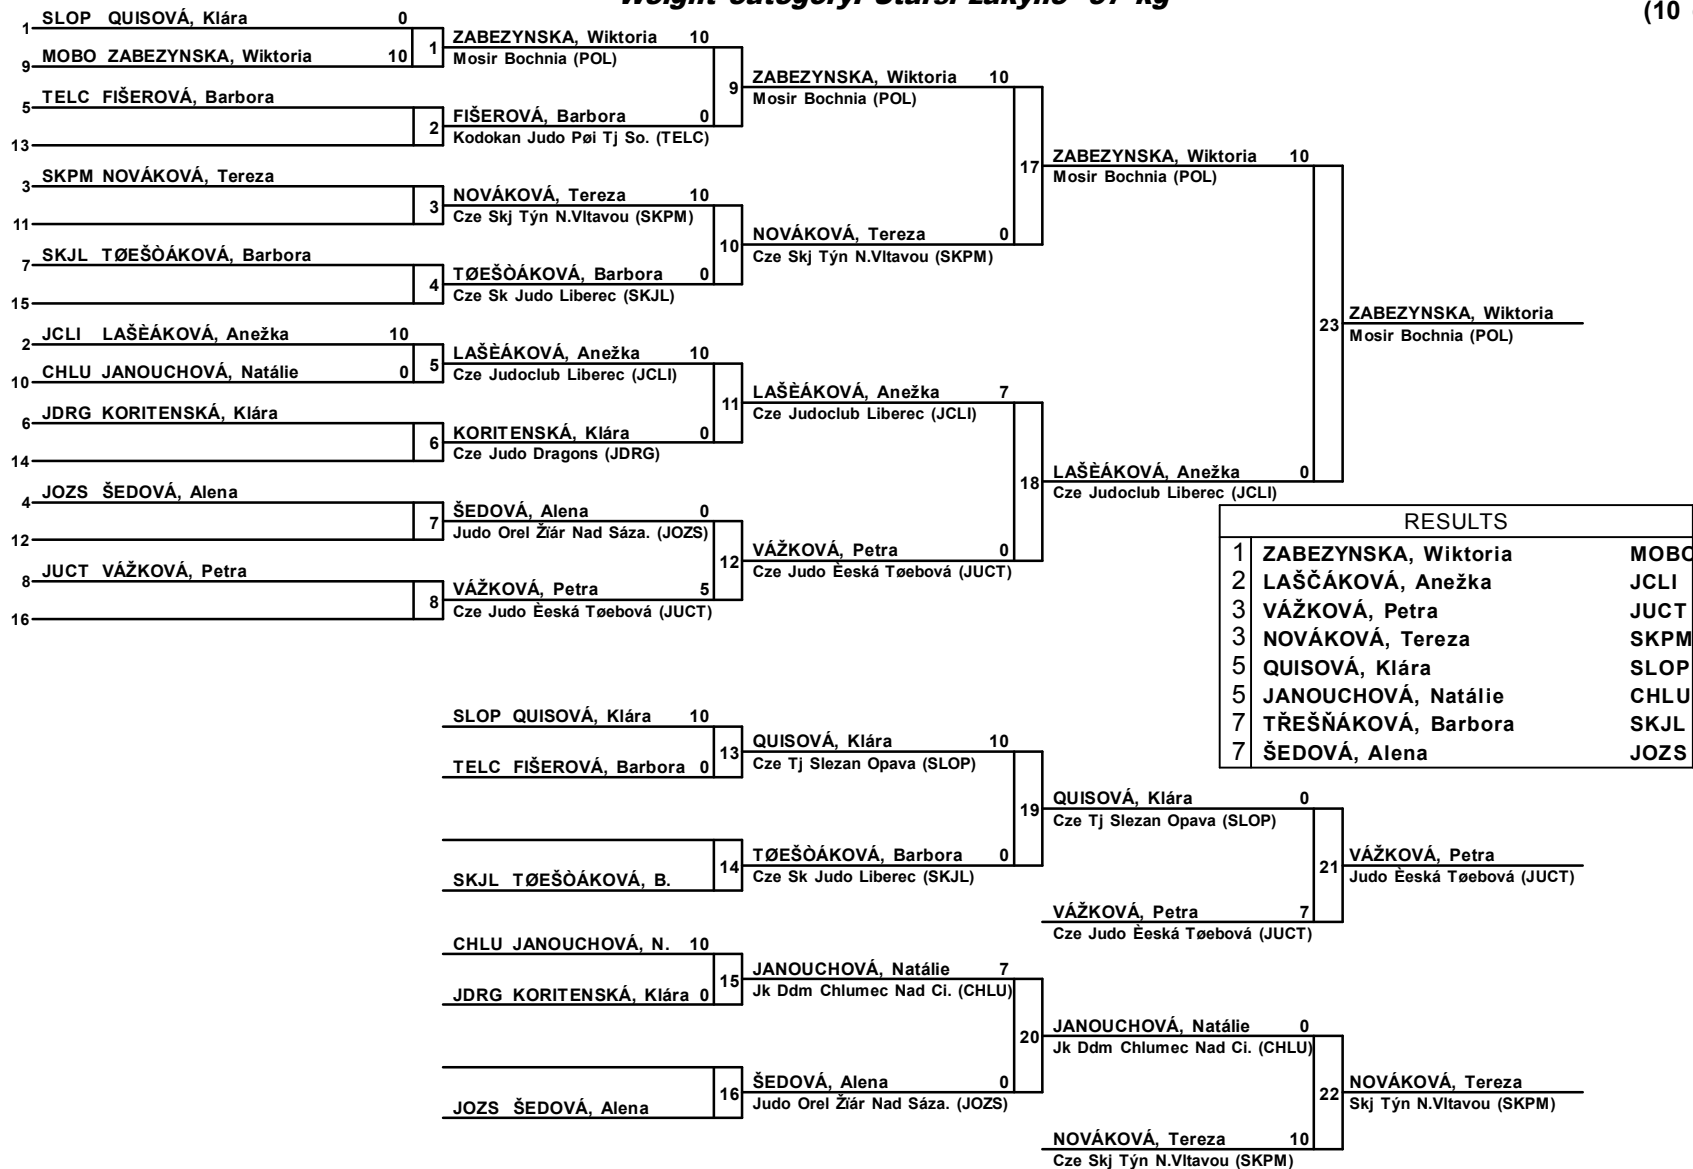 Weight category: Starsi zakyne -57 kg
(10
1 SLOP QUISOVÁ, Klára 0
9 MOBO ZABEZYNSKA, Wiktoria 10
1
ZABEZYNSKA, Wiktoria 10
Mosir Bochnia (POL)
5 TELC FIŠEROVÁ, Barbora
13
2
FIŠEROVÁ, Barbora 0
Kodokan Judo Pøi Tj So. (TELC)
9
ZABEZYNSKA, Wiktoria 10
Mosir Bochnia (POL)
3 SKPM NOVÁKOVÁ, Tereza
11
3
NOVÁKOVÁ, Tereza 10
Cze Skj Týn N.Vltavou (SKPM)
7 SKJL TØEŠÒÁKOVÁ, Barbora
15
4
TØEŠÒÁKOVÁ, Barbora 0
Cze Sk Judo Liberec (SKJL)
10
NOVÁKOVÁ, Tereza 0
Cze Skj Týn N.Vltavou (SKPM)
17
ZABEZYNSKA, Wiktoria 10
Mosir Bochnia (POL)
2 JCLI LAŠÈÁKOVÁ, Anežka 10
10 CHLU JANOUCHOVÁ, Natálie 0
5
LAŠÈÁKOVÁ, Anežka 10
Cze Judoclub Liberec (JCLI)
6 JDRG KORITENSKÁ, Klára
14
6
KORITENSKÁ, Klára 0
Cze Judo Dragons (JDRG)
11
LAŠÈÁKOVÁ, Anežka 7
Cze Judoclub Liberec (JCLI)
4 JOZS ŠEDOVÁ, Alena
12
7
ŠEDOVÁ, Alena 0
Judo Orel Žïár Nad Sáza. (JOZS)
8 JUCT VÁŽKOVÁ, Petra
16
8
VÁŽKOVÁ, Petra 5
Cze Judo Èeská Tøebová (JUCT)
12
VÁŽKOVÁ, Petra 0
Cze Judo Èeská Tøebová (JUCT)
18
LAŠÈÁKOVÁ, Anežka 0
Cze Judoclub Liberec (JCLI)
23
ZABEZYNSKA, Wiktoria
Mosir Bochnia (POL)
RESULTS
1 ZABEZYNSKA, Wiktoria MOBO
2 LAŠČÁKOVÁ, Anežka JCLI
3 VÁŽKOVÁ, Petra JUCT
3 NOVÁKOVÁ, Tereza SKPM
5 QUISOVÁ, Klára SLOP
5 JANOUCHOVÁ, Natálie CHLU
7 TŘEŠŇÁKOVÁ, Barbora SKJL
7 ŠEDOVÁ, Alena JOZS
SLOP QUISOVÁ, Klára 10
TELC FIŠEROVÁ, Barbora 0
13
QUISOVÁ, Klára 10
Cze Tj Slezan Opava (SLOP)
SKJL TØEŠÒÁKOVÁ, B.
14
TØEŠÒÁKOVÁ, Barbora 0
Cze Sk Judo Liberec (SKJL)
19
QUISOVÁ, Klára 0
Cze Tj Slezan Opava (SLOP)
VÁŽKOVÁ, Petra 7
Cze Judo Èeská Tøebová (JUCT)
21
VÁŽKOVÁ, Petra
Judo Èeská Tøebová (JUCT)
CHLU JANOUCHOVÁ, N. 10
JDRG KORITENSKÁ, Klára 0
15
JANOUCHOVÁ, Natálie 7
Jk Ddm Chlumec Nad Ci. (CHLU)
JOZS ŠEDOVÁ, Alena
16
ŠEDOVÁ, Alena 0
Judo Orel Žïár Nad Sáza. (JOZS)
20
JANOUCHOVÁ, Natálie 0
Jk Ddm Chlumec Nad Ci. (CHLU)
NOVÁKOVÁ, Tereza 10
Cze Skj Týn N.Vltavou (SKPM)
22
NOVÁKOVÁ, Tereza
Skj Týn N.Vltavou (SKPM)